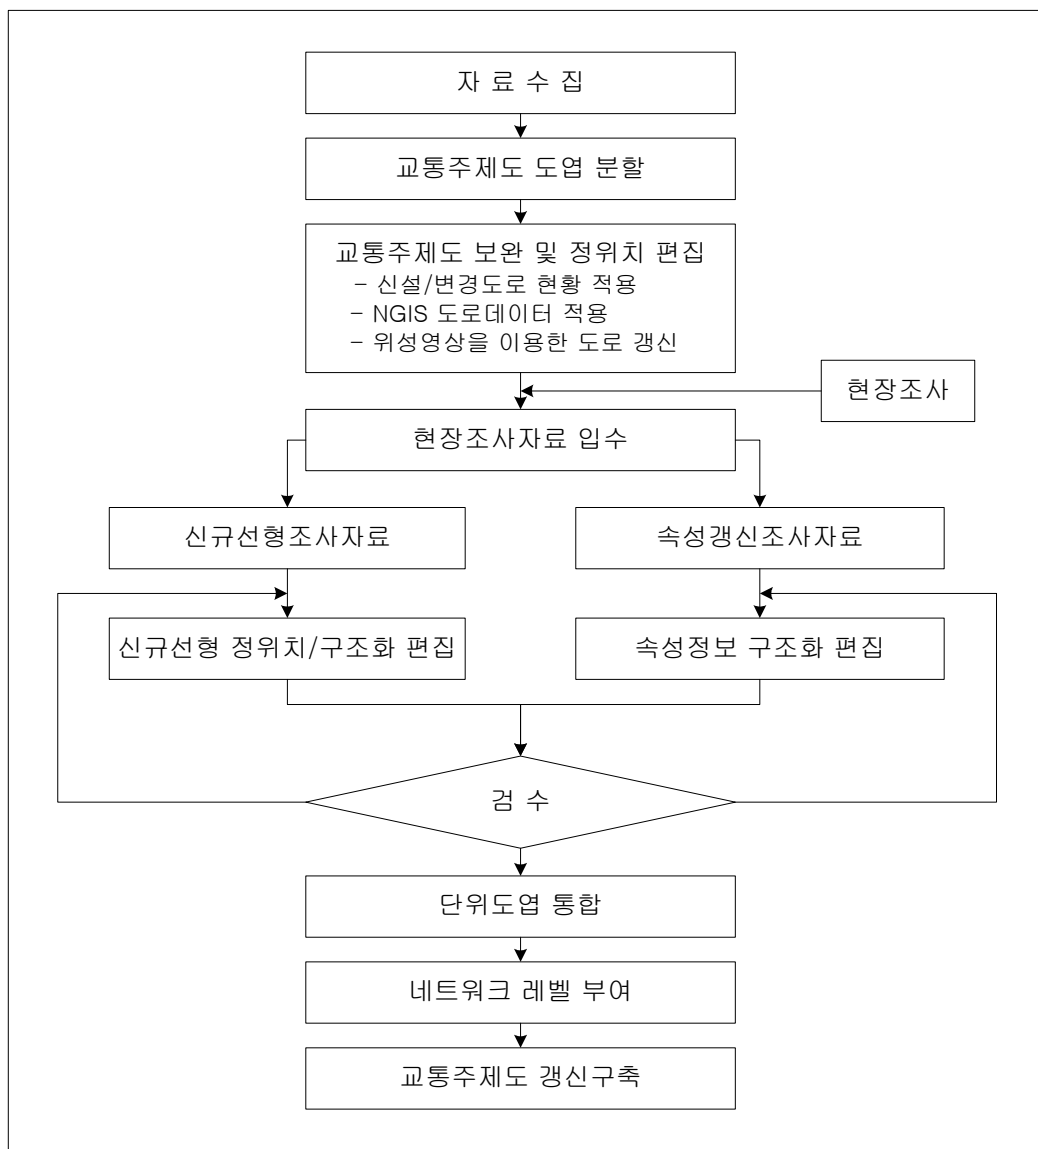 자 료 수 집
교통주제도 도엽 분할
교통주제도 보완 및 정위치 편집
- 신설/변경도로 현황 적용
- NGIS 도로데이터 적용
- 위성영상을 이용한 도로 갱신
현장조사
현장조사자료 입수
신규선형조사자료
속성갱신조사자료
신규선형 정위치/구조화 편집
속성정보 구조화 편집
검 수
단위도엽 통합
네트워크 레벨 부여
교통주제도 갱신구축